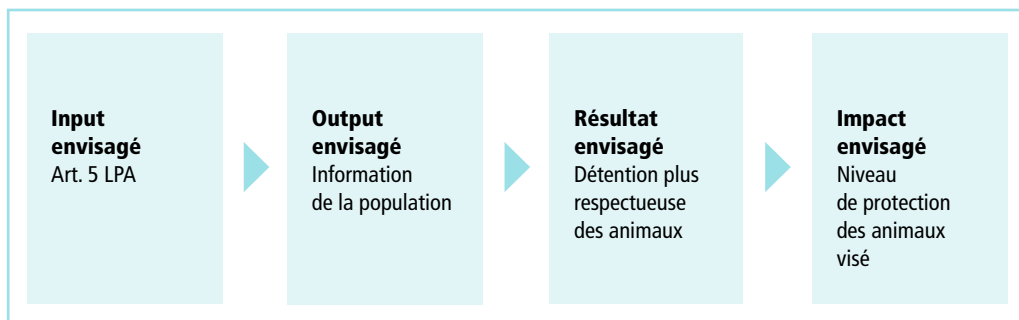 Input
envisagé
Art. 5 LPA
Output
envisagé
Information
de la population
Résultat
envisagé
Détention plus
respectueuse
des animaux
Impact
envisagé
Niveau
de protection
des animaux
visé